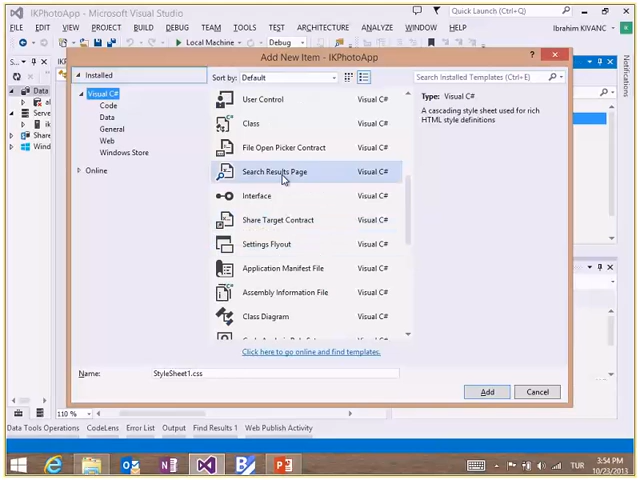 IKPhotoApp - Microsoft Visual Studio
Quick Launch (Ctrl+Q)
FILE EDIT VIEW PROJECT BUILD DEBUG TEAM TOOLS TEST ARCHITECTURE ANALYZE WINDOW HELP
Ibrahim KIVANC
Local Machine
Debug
Add New Item - IKPhotoApp
Installed
Sort by: Default
Search Installed Templates (Ctrl+E)
Visual C#
Code
Data
General
Web
Windows Store
Online
User Control Visual C#
Class Visual C#
File Open Picker Contract Visual C#
Search Results Page Visual C#
Interface Visual C#
Share Target Contract Visual C#
Settings Flyout Visual C#
Application Manifest File Visual C#
Assembly Information File Visual C#
Class Diagram Visual C#
Type: Visual C#
A cascading style sheet used for rich
HTML style definitions
Click here to go online and find templates.
Name: StyleSheet1.css
Add
Cancel
Notifications
Data
Server
Share
Wind
110 %
Data Tools Operations CodeLens Error List Output Find Results 1 Web Publish Activity
TUR
3:54 PM
10/23/2013